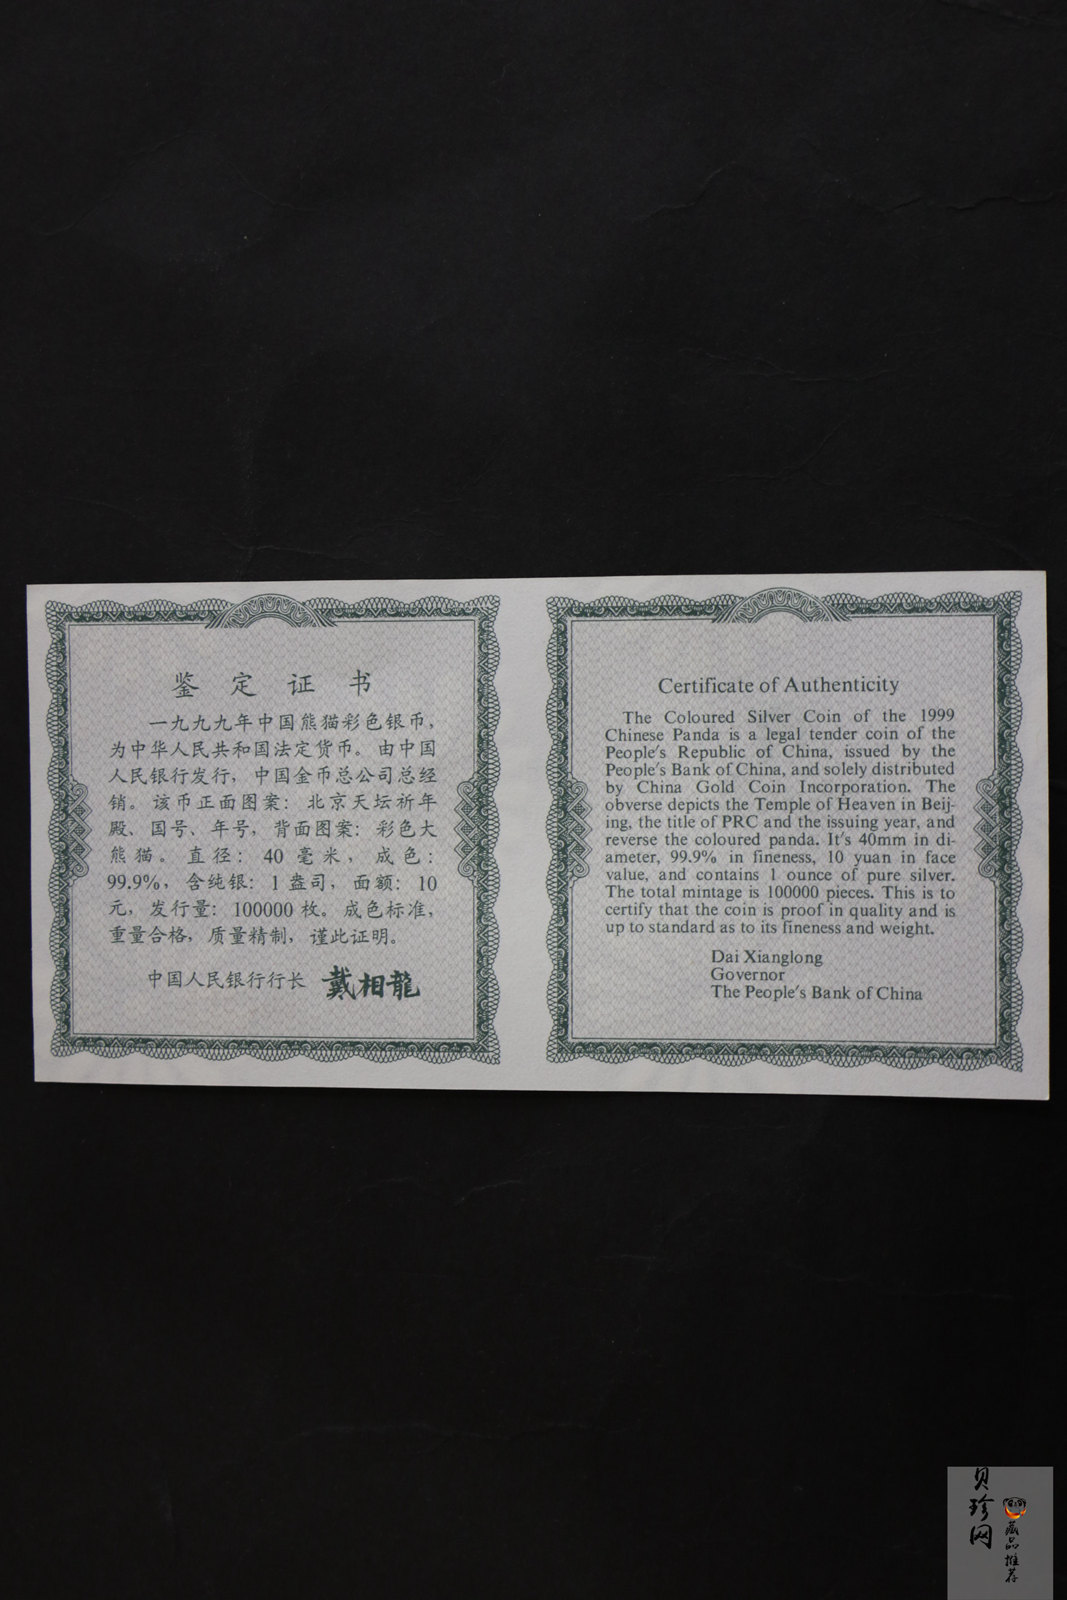 鉴定证书
一九九九年中国熊猫彩色银币，
为中华人民共和国法定货币。由中国
人民银行发行，中国金币总公司总经
销。该币正面图案：北京天坛祈年
殿、国号、年号，背面图案：彩色大
熊猫。直径：40毫米，成色：
99.9%，含纯银：1盎司，面额：10
元，发行量：100000枚。成色标准，
重量合格，质量精制，谨此证明。
中国人民银行行长 戴相龍
Certificate of Authenticity
The Coloured Silver Coin of the 1999
Chinese Panda is a legal tender coin of the
People's Republic of China, issued by the
People's Bank of China, and solely distributed
by China Gold Coin Incorporation. The
obverse depicts the Temple of Heaven in Beij-
ing, the title of PRC and the issuing year, and
reverse the coloured panda. It's 40mm in di-
ameter, 99.9% in fineness, 10 yuan in face
value, and contains 1 ounce of pure silver.
The total mintage is 100000 pieces. This is to
certify that the coin is proof in quality and is
up to standard as to its fineness and weight.
Dai Xianglong
Governor
The People's Bank of China
贝珍网
藏品推荐